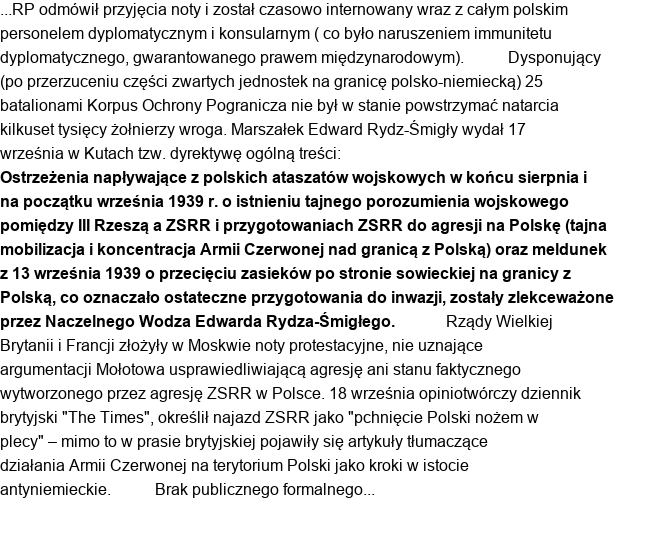 ...RP odmówił przyjęcia noty i został czasowo internowany wraz z całym polskim
personelem dyplomatycznym i konsularnym ( co było naruszeniem immunitetu
dyplomatycznego, gwarantowanego prawem międzynarodowym). Dysponujący
(po przerzuceniu części zwartych jednostek na granicę polsko-niemiecką) 25
batalionami Korpus Ochrony Pogranicza nie był w stanie powstrzymać natarcia
kilkuset tysięcy żołnierzy wroga. Marszałek Edward Rydz-Śmigły wydał 17
września w Kutach tzw. dyrektywę ogólną treści:
Ostrzeżenia napływające z polskich ataszatów wojskowych w końcu sierpnia i
na początku września 1939 r. o istnieniu tajnego porozumienia wojskowego
pomiędzy III Rzeszą a ZSRR i przygotowaniach ZSRR do agresji na Polskę (tajna
mobilizacja i koncentracja Armii Czerwonej nad granicą z Polską) oraz meldunek
z 13 września 1939 o przecięciu zasieków po stronie sowieckiej na granicy z
Polską, co oznaczało ostateczne przygotowania do inwazji, zostały zlekceważone
przez Naczelnego Wodza Edwarda Rydza-Śmigłego. Rządy Wielkiej
Brytanii i Francji złożyły w Moskwie noty protestacyjne, nie uznające
argumentacji Mołotowa usprawiedliwiającą agresję ani stanu faktycznego
wytworzonego przez agresję ZSRR w Polsce. 18 września opiniotwórczy dziennik
brytyjski "The Times", określił najazd ZSRR jako "pchnięcie Polski nożem w
plecy" – mimo to w prasie brytyjskiej pojawiły się artykuły tłumaczące
działania Armii Czerwonej na terytorium Polski jako kroki w istocie
antyniemieckie. Brak publicznego formalnego...